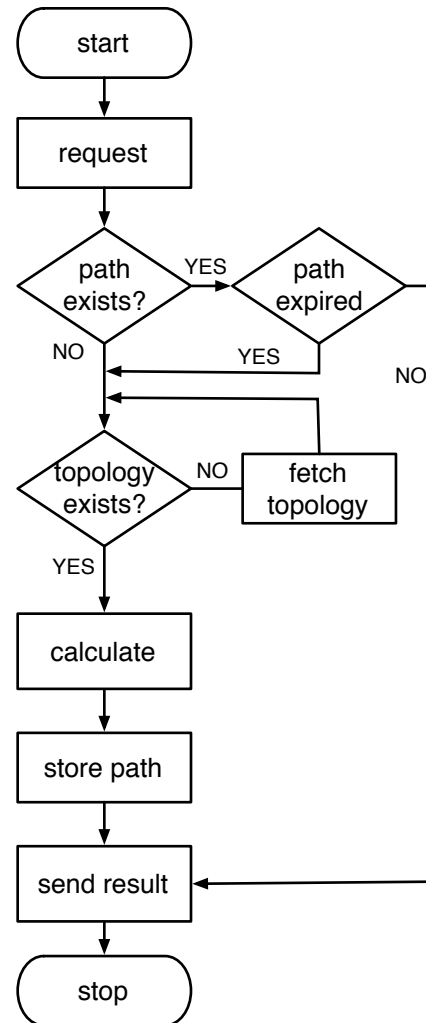 start
request
path
exists?
YES
path
expired
NO
YES
NO
topology
exists?
NO
fetch
topology
YES
calculate
store path
send result
stop